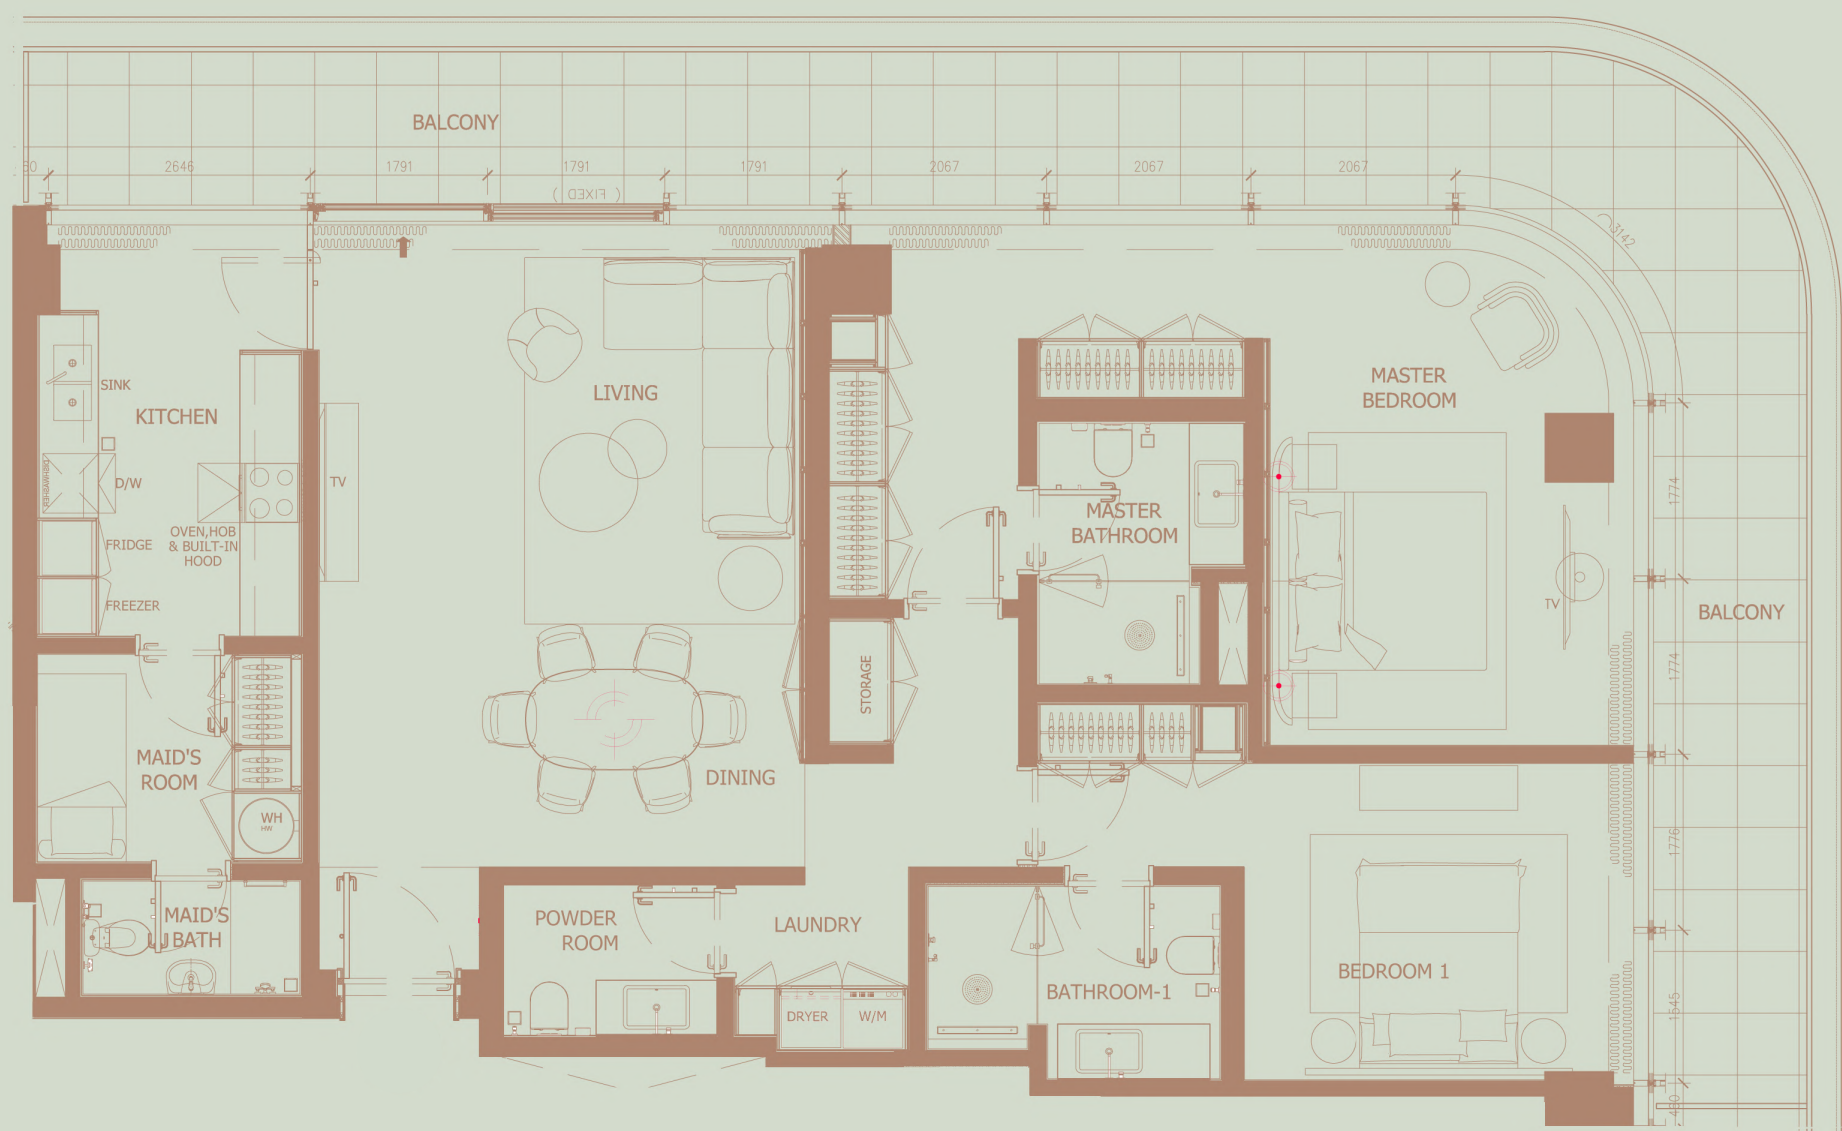 BALCONY
2646
1791
1791
1791
2067
2067
2067
( FIXED )
3142
SINK
KITCHEN
D/W
DISHWASHER
OVEN,HOB
& BUILT-IN
HOOD
FRIDGE
FREEZER
TV
LIVING
MASTER
BEDROOM
MASTER
BATHROOM
TV
1774
BALCONY
1774
STORAGE
MAID'S
ROOM
WH
HW
DINING
1776
MAID'S
BATH
POWDER
ROOM
LAUNDRY
DRYER
W/M
BATHROOM-1
BEDROOM 1
1545